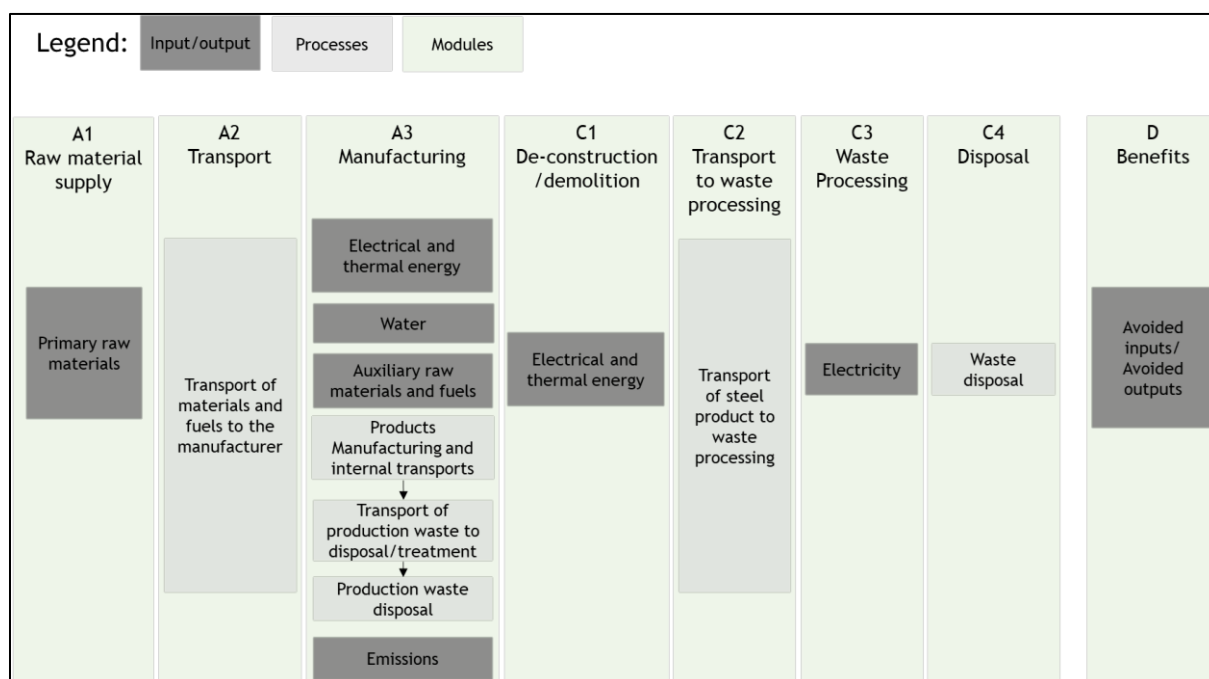 Legend:
Input/output
Processes
Modules
A1
Raw material
supply
Primary raw
materials
A2
Transport
Transport of
materials and
fuels to the
manufacturer
A3
Manufacturing
Electrical and
thermal energy
Water
Auxiliary raw
materials and fuels
Products
Manufacturing and
internal transports
Transport of
production waste to
disposal/treatment
Production waste
disposal
Emissions
C1
De-construction
/demolition
Electrical and
thermal energy
C2
Transport
to waste
processing
Transport
of steel
product to
waste
processing
C3
Waste
Processing
Electricity
C4
Disposal
Waste
disposal
D
Benefits
Avoided
inputs/
Avoided
outputs